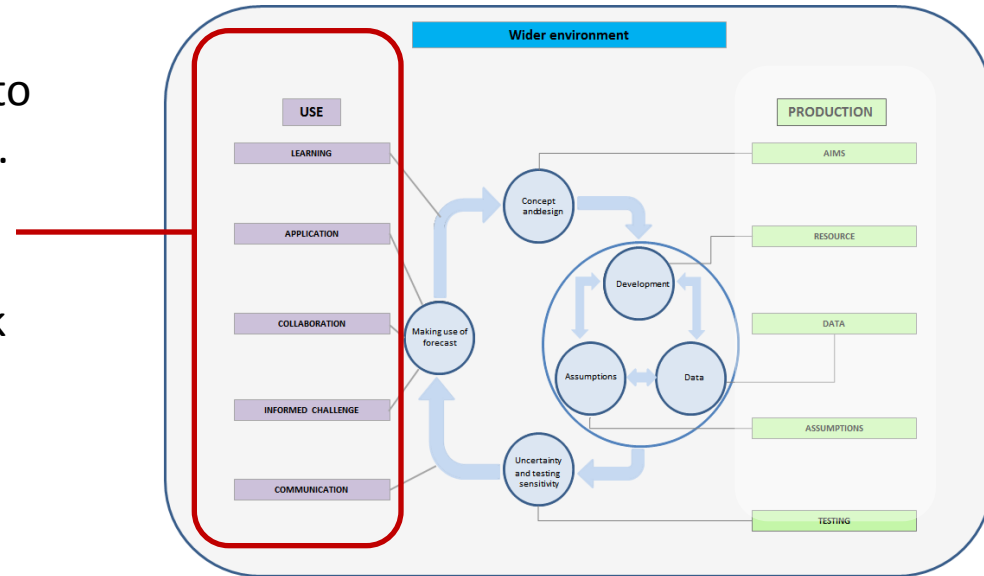 to
.
k
Wider environment
USE
LEARNING
APPLICATION
COLLABORATION
INFORMED CHALLENGE
COMMUNICATION
Concept
anddesign
Development
Assumptions
Data
Making use of
forecast
Uncertainty
and testing
sensitivity
PRODUCTION
AIMS
RESOURCE
DATA
ASSUMPTIONS
TESTING